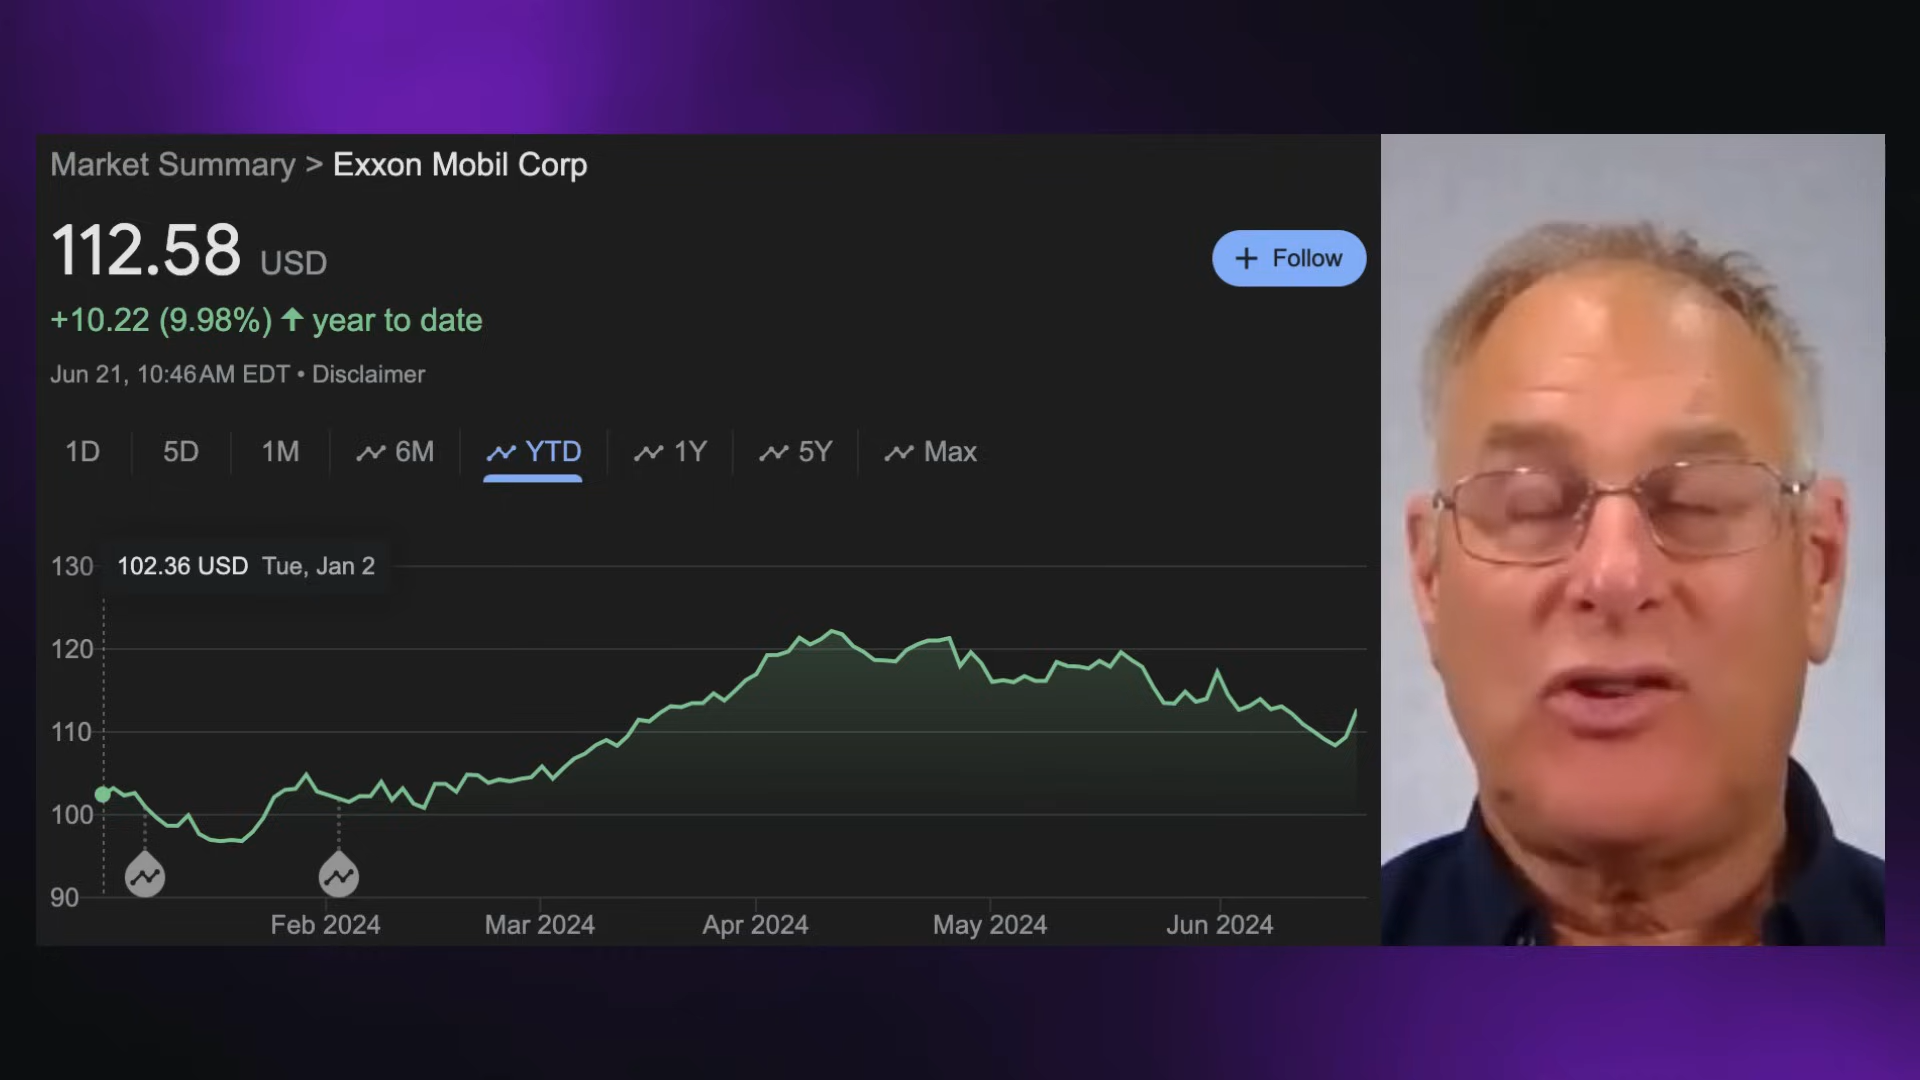 Market Summary > Exxon Mobil Corp
112.58 USD
+ Follow
+10.22 (9.98%) ↑ year to date
Jun 21, 10:46 AM EDT • Disclaimer
1D 5D 1M 6M YTD 1Y 5Y Max
130
102.36 USD Tue, Jan 2
120
110
100
90
Feb 2024 Mar 2024 Apr 2024 May 2024 Jun 2024